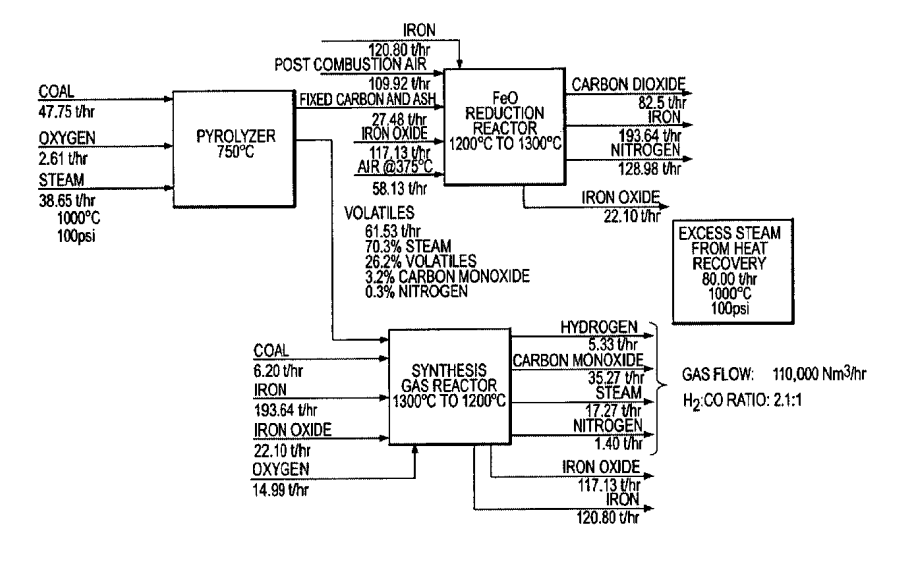 IRON
120.80 t/hr
POST COMBUSTION AIR
109.92 t/hr
FIXED CARBON AND ASH
27.48 t/hr
IRON OXIDE
117.13 t/hr
AIR @375°C
58.13 t/hr
COAL
47.75 t/hr
OXYGEN
2.61 t/hr
STEAM
38.65 t/hr
1000°C
100psi
PYROLYZER
750°C
FeO
REDUCTION
REACTOR
1200°C TO 1300°C
CARBON DIOXIDE
82.5 t/hr
IRON
193.64 t/hr
NITROGEN
128.98 t/hr
IRON OXIDE
22.10 t/hr
VOLATILES
61.53 t/hr
70.3% STEAM
26.2% VOLATILES
3.2% CARBON MONOXIDE
0.3% NITROGEN
EXCESS STEAM
FROM HEAT
RECOVERY
80.00 t/hr
1000°C
100psi
COAL
6.20 t/hr
IRON
193.64 t/hr
IRON OXIDE
22.10 t/hr
OXYGEN
14.99 t/hr
SYNTHESIS
GAS REACTOR
1300°C TO 1200°C
HYDROGEN
5.33 t/hr
CARBON MONOXIDE
35.27 t/hr
STEAM
17.27 t/hr
NITROGEN
1.40 t/hr
GAS FLOW: 110,000 Nm³/hr
H₂:CO RATIO: 2.1:1
IRON OXIDE
117.13 t/hr
IRON
120.80 t/hr